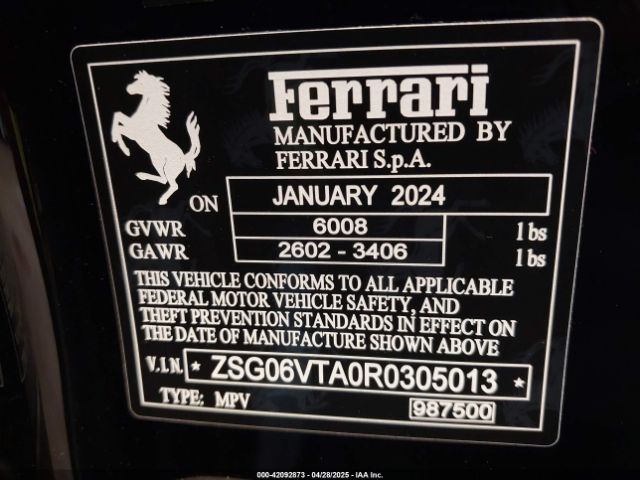 Ferrari
MANUFACTURED BY
FERRARI S.p.A.
ON JANUARY 2024
GVWR 6008 lbs
GAWR 2602 - 3406 lbs
THIS VEHICLE CONFORMS TO ALL APPLICABLE
FEDERAL MOTOR VEHICLE SAFETY, AND
THEFT PREVENTION STANDARDS IN EFFECT ON
THE DATE OF MANUFACTURE SHOWN ABOVE
V.I.N. * ZSG06VTA0R0305013 *
TYPE: MPV 987500
000-42092873 - 04/28/2025 - IAA Inc.